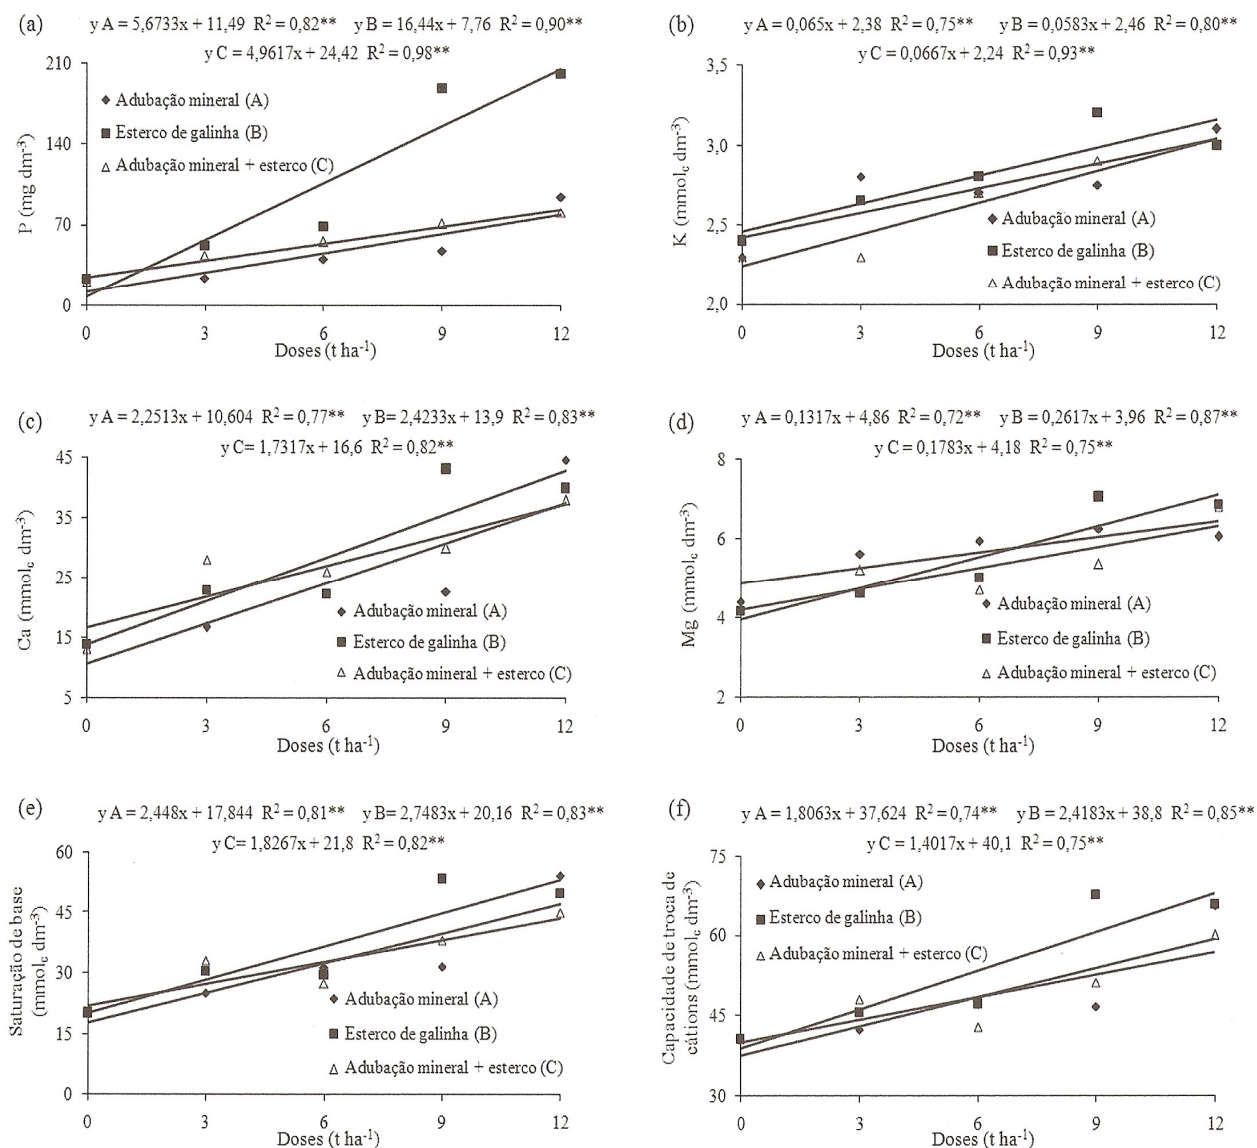 (a)
y A = 5,6733x + 11,49 R² = 0,82** y B = 16,44x + 7,76 R² = 0,90**
y C = 4,9617x + 24,42 R² = 0,98**
210
140
70
0
P (mg dm⁻³)
Adubação mineral (A)
Esterco de galinha (B)
Adubação mineral + esterco (C)
0 3 6 9 12
Doses (t ha⁻¹)
(b)
y A = 0,065x + 2,38 R² = 0,75** y B = 0,0583x + 2,46 R² = 0,80**
y C = 0,0667x + 2,24 R² = 0,93**
3,5
3,0
2,5
2,0
K (mmolc dm⁻³)
Adubação mineral (A)
Esterco de galinha (B)
Adubação mineral + esterco (C)
0 3 6 9 12
Doses (t ha⁻¹)
(c)
y A = 2,2513x + 10,604 R² = 0,77** y B= 2,4233x + 13,9 R² = 0,83**
y C= 1,7317x + 16,6 R² = 0,82**
45
35
25
15
5
Ca (mmolc dm⁻³)
Adubação mineral (A)
Esterco de galinha (B)
Adubação mineral + esterco (C)
0 3 6 9 12
Doses (t ha⁻¹)
(d)
y A = 0,1317x + 4,86 R² = 0,72** y B = 0,2617x + 3,96 R² = 0,87**
y C = 0,1783x + 4,18 R² = 0,75**
8
6
4
2
Mg (mmolc dm⁻³)
Adubação mineral (A)
Esterco de galinha (B)
Adubação mineral + esterco (C)
0 3 6 9 12
Doses (t ha⁻¹)
(e)
y A = 2,448x + 17,844 R² = 0,81** y B= 2,7483x + 20,16 R² = 0,83**
y C= 1,8267x + 21,8 R² = 0,82**
60
45
30
15
0
Saturação de base
(mmolc dm⁻³)
Adubação mineral (A)
Esterco de galinha (B)
Adubação mineral + esterco (C)
0 3 6 9 12
Doses (t ha⁻¹)
(f)
y A = 1,8063x + 37,624 R² = 0,74** y B = 2,4183x + 38,8 R² = 0,85**
y C = 1,4017x + 40,1 R² = 0,75**
75
60
45
30
Capacidade de troca de
cátions (mmolc dm⁻³)
Adubação mineral (A)
Esterco de galinha (B)
Adubação mineral + esterco (C)
0 3 6 9 12
Doses (t ha⁻¹)